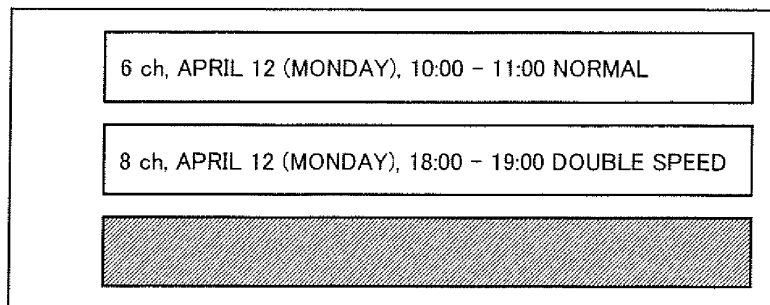 6 ch, APRIL 12 (MONDAY), 10:00 - 11:00 NORMAL
8 ch, APRIL 12 (MONDAY), 18:00 - 19:00 DOUBLE SPEED